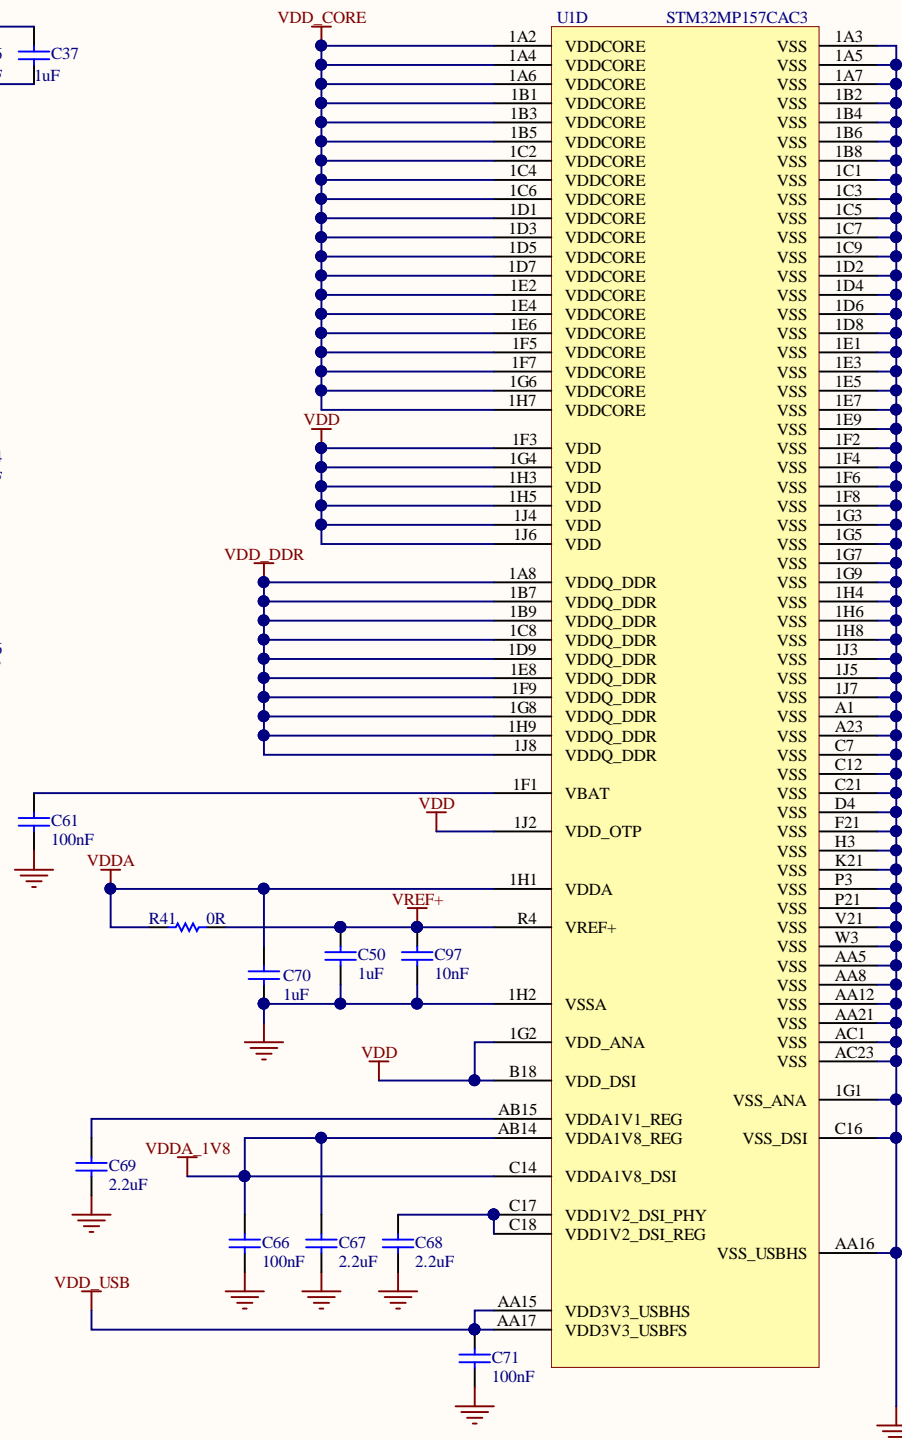 VDD_CORE U1D STM32MP157CAC3
1A2 VDDCORE VSS 1A3
C37
1A4 VDDCORE VSS 1A5
1uF
1A6 VDDCORE VSS 1A7
1B1 VDDCORE VSS 1B2
1B3 VDDCORE VSS 1B4
1B5 VDDCORE VSS 1B6
1C2 VDDCORE VSS 1B8
1C4 VDDCORE VSS 1C1
1C6 VDDCORE VSS 1C3
1D1 VDDCORE VSS 1C5
1D3 VDDCORE VSS 1C7
1D5 VDDCORE VSS 1C9
1D7 VDDCORE VSS 1D2
1E2 VDDCORE VSS 1D4
1E4 VDDCORE VSS 1D6
1E6 VDDCORE VSS 1D8
1F5 VDDCORE VSS 1E1
1F7 VDDCORE VSS 1E3
1G6 VDDCORE VSS 1E5
1H7 VDDCORE VSS 1E7
VDD
VSS 1E9
1F3 VDD VSS 1F2
1G4 VDD VSS 1F4
1H3 VDD VSS 1F6
1H5 VDD VSS 1F8
1J4 VDD VSS 1G3
1J6 VDD VSS 1G5
VDD_DDR
VSS 1G7
1A8 VDDQ_DDR VSS 1G9
1B7 VDDQ_DDR VSS 1H4
1B9 VDDQ_DDR VSS 1H6
1C8 VDDQ_DDR VSS 1H8
1D9 VDDQ_DDR VSS 1J3
1E8 VDDQ_DDR VSS 1J5
1F9 VDDQ_DDR VSS 1J7
1G8 VDDQ_DDR VSS A1
1H9 VDDQ_DDR VSS A23
1J8 VDDQ_DDR VSS C7
VSS C12
1F1 VBAT VSS C21
VDD
VSS D4
C61
100nF
1J2 VDD_OTP VSS F21
VSS H3
VDDA
VSS K21
1H1 VDDA VSS P3
VREF+
VSS P21
R41 0R R4 VREF+ VSS V21
VSS W3
C50
1uF
C97
10nF
VSS AA5
C70
1uF
VSS AA8
1H2 VSSA VSS AA12
VSS AA21
1G2 VDD_ANA VSS AC1
VDD
VSS AC23
B18 VDD_DSI
VSS_ANA 1G1
AB15 VDDA1V1_REG
AB14 VDDA1V8_REG VSS_DSI C16
VDDA_1V8
C69
2.2uF
C14 VDDA1V8_DSI
C17 VDD1V2_DSI_PHY
C18 VDD1V2_DSI_REG
C66
100nF
C67
2.2uF
C68
2.2uF
VSS_USBHS AA16
VDD_USB
AA15 VDD3V3_USBHS
AA17 VDD3V3_USBFS
C71
100nF